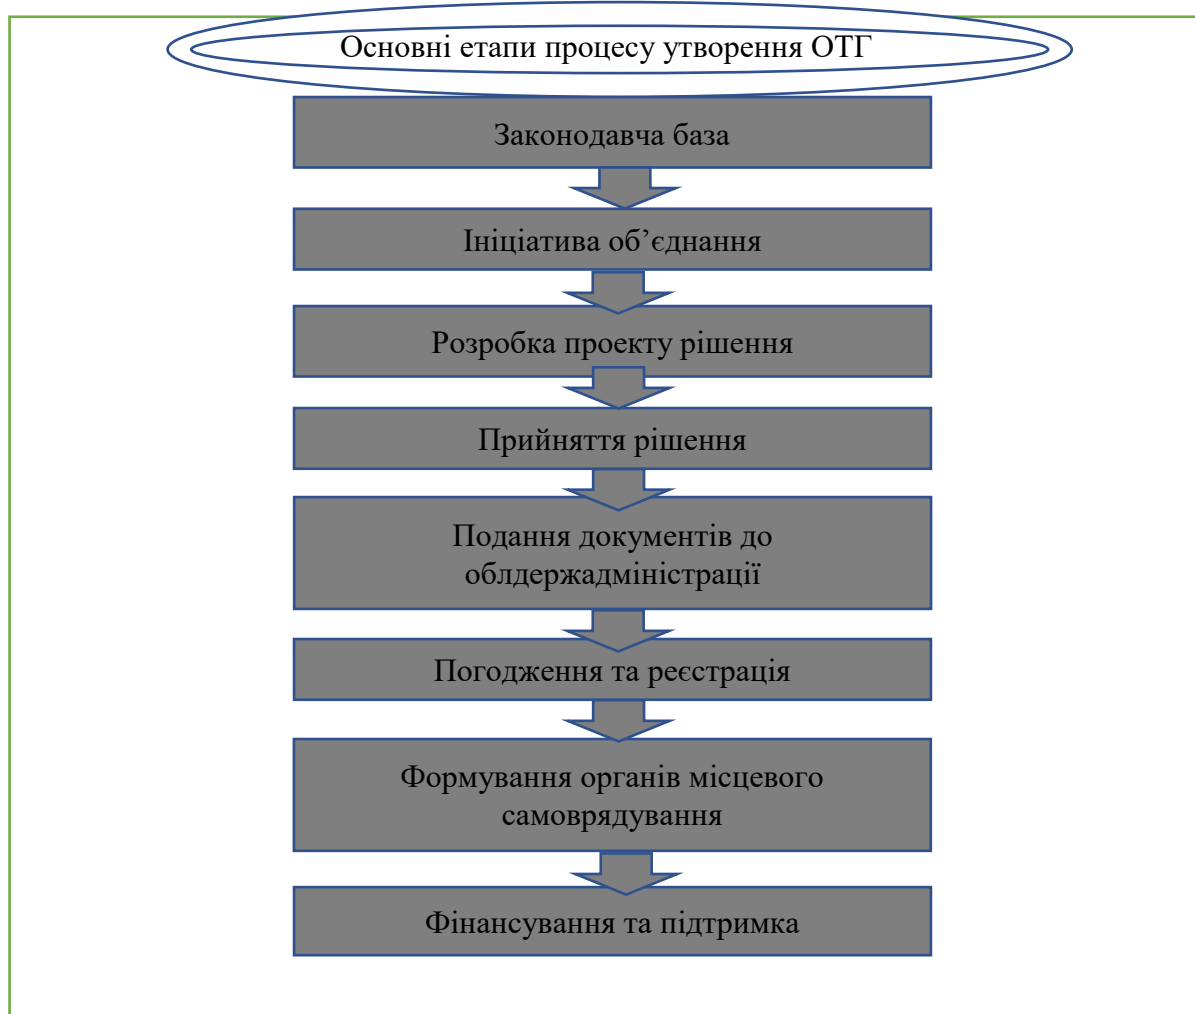 Основні етапи процесу утворення ОТГ
Законодавча база
Ініціатива об’єднання
Розробка проекту рішення
Прийняття рішення
Подання документів до
облдержадміністрації
Погодження та реєстрація
Формування органів місцевого
самоврядування
Фінансування та підтримка